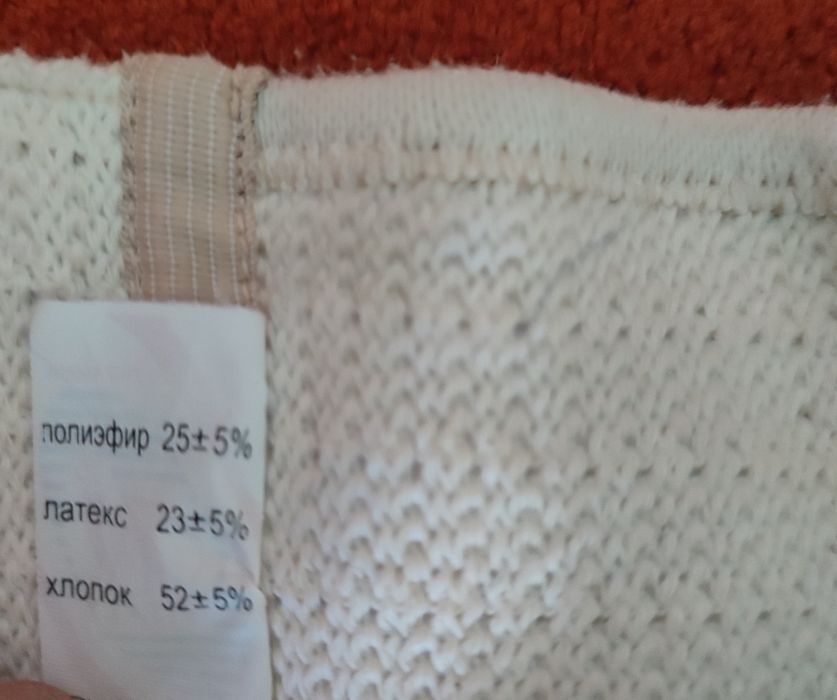 полиэфир 25±5%
латекс 23±5%
хлопок 52±5%